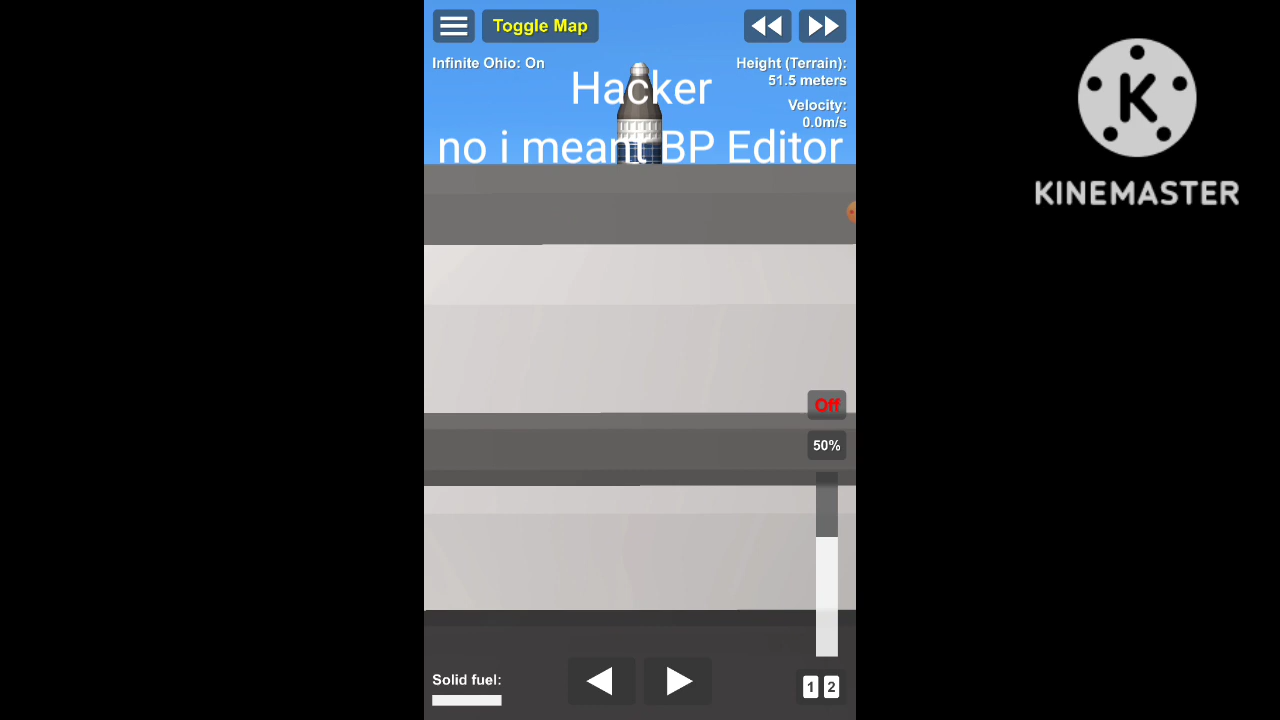 Toggle Map
Infinite Ohio: On
Height (Terrain):
51.5 meters
Velocity:
0.0m/s
Hacker
no i meant BP Editor
K
KINEMASTER
Off
50%
Solid fuel:
1 2